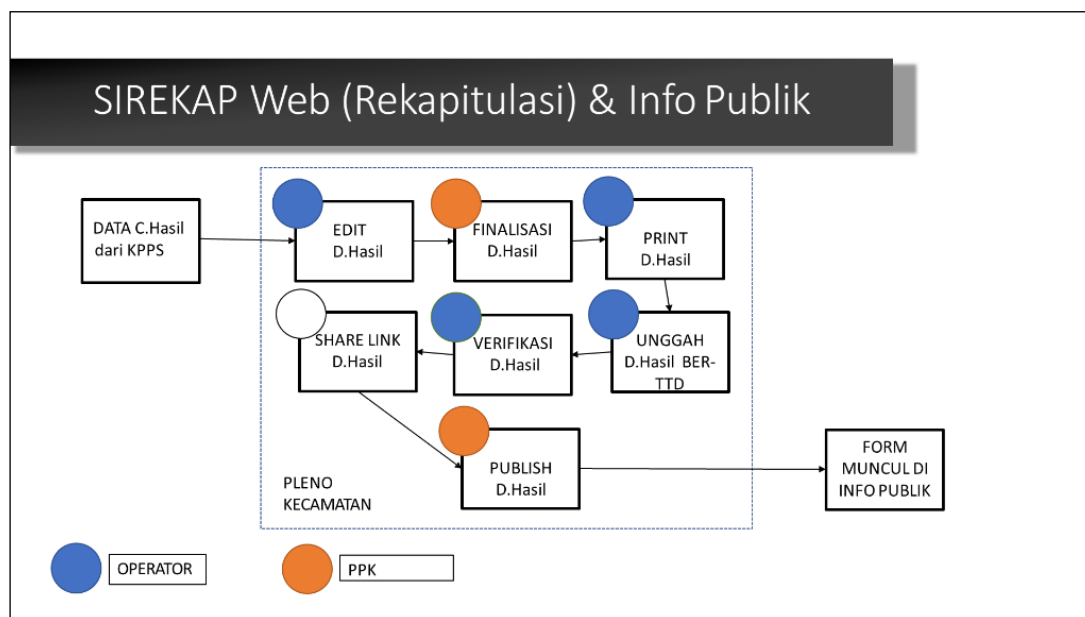 SIREKAP Web (Rekapitulasi) & Info Publik
DATA C.Hasil
dari KPPS
EDIT
D.Hasil
FINALISASI
D.Hasil
PRINT
D.Hasil
SHARE LINK
D.Hasil
VERIFIKASI
D.Hasil
UNGGAH
D.Hasil BER-
TTD
PUBLISH
D.Hasil
PLENO
KECAMATAN
FORM
MUNCUL DI
INFO PUBLIK
OPERATOR
PPK